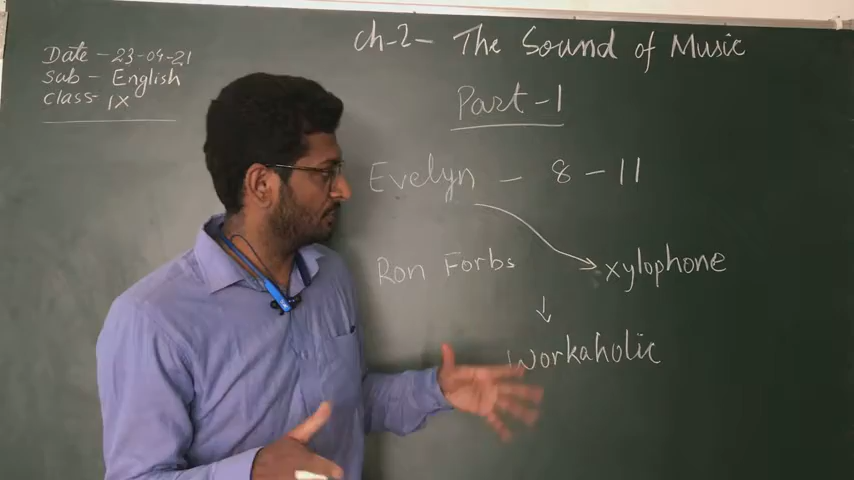 Date - 23-04-21
Sub - English
Class- IX
Ch-2- The Sound of Music
Part-1
Evelyn - 8-11
xylophone
Ron Forbs
Workaholic